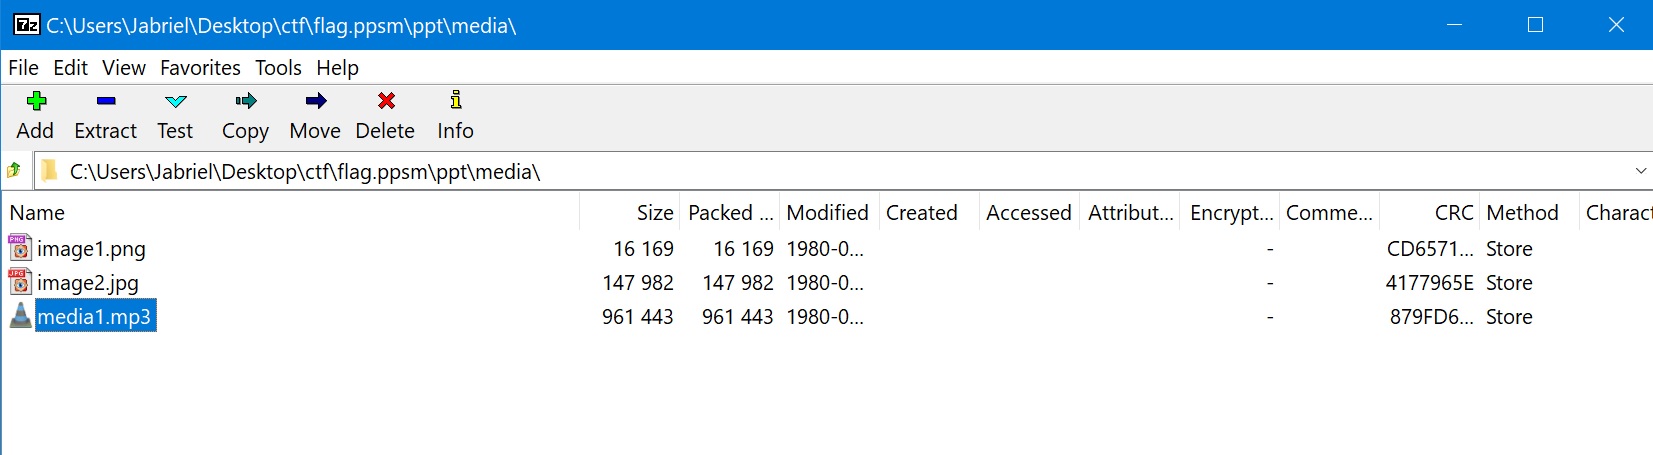 7z C:\Users\Jabriel\Desktop\ctf\flag.ppsm\ppt\media\
File Edit View Favorites Tools Help
Add Extract Test Copy Move Delete Info
C:\Users\Jabriel\Desktop\ctf\flag.ppsm\ppt\media\
Name Size Packed ... Modified Created Accessed Attribut... Encrypt... Comme... CRC Method Charact
PNG image1.png 16 169 16 169 1980-0... - CD6571... Store
JPG image2.jpg 147 982 147 982 1980-0... - 4177965E Store
media1.mp3 961 443 961 443 1980-0... - 879FD6... Store